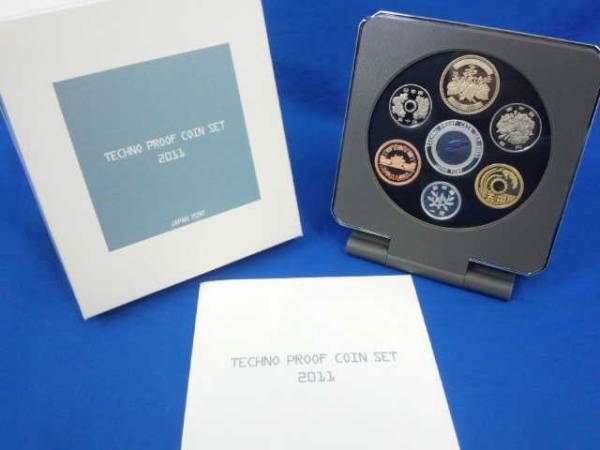 TECHNO PROOF COIN SET
2011
JAPAN MINT
TECHNO PROOF COIN SET
2011